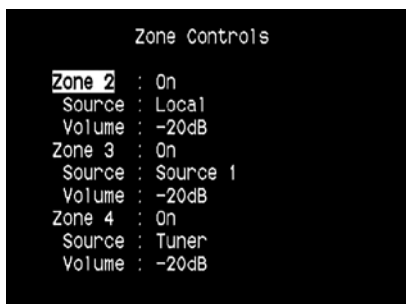 Zone Controls
Zone 2 : On
Source : Local
Volume : -20dB
Zone 3 : On
Source : Source 1
Volume : -20dB
Zone 4 : On
Source : Tuner
Volume : -20dB